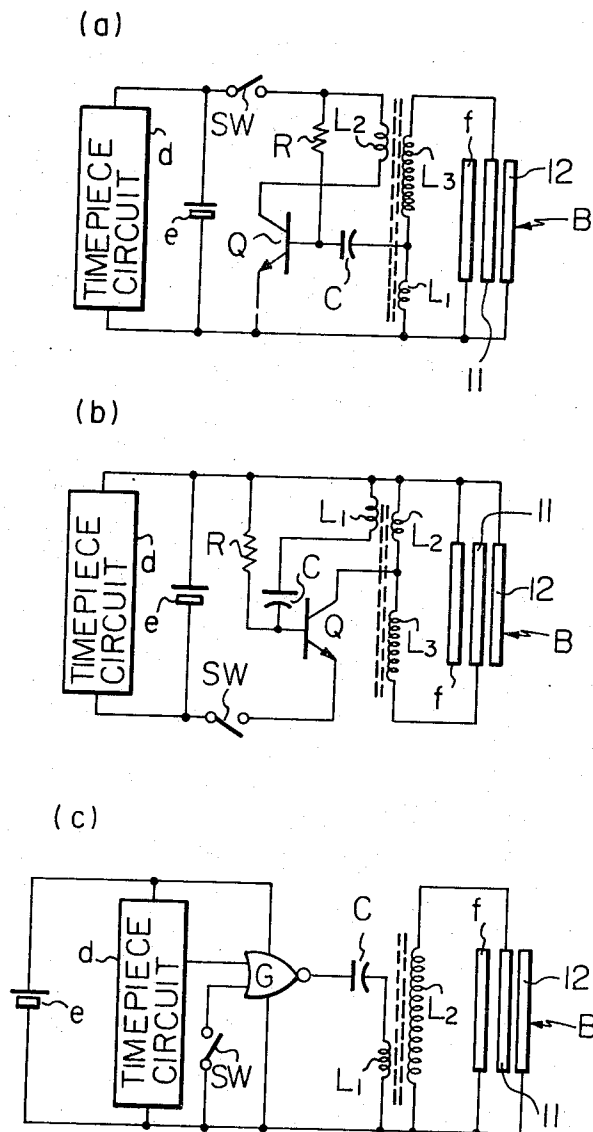 (a)
TIMEPIECE
CIRCUIT
d
e
SW
R
L2
Q
C
L3
L1
f
12
B
11
(b)
TIMEPIECE
CIRCUIT
d
e
R
SW
C
Q
L1
L2
L3
11
12
B
f
(c)
e
d
TIMEPIECE
CIRCUIT
G
SW
C
L1
L2
f
12
B
11